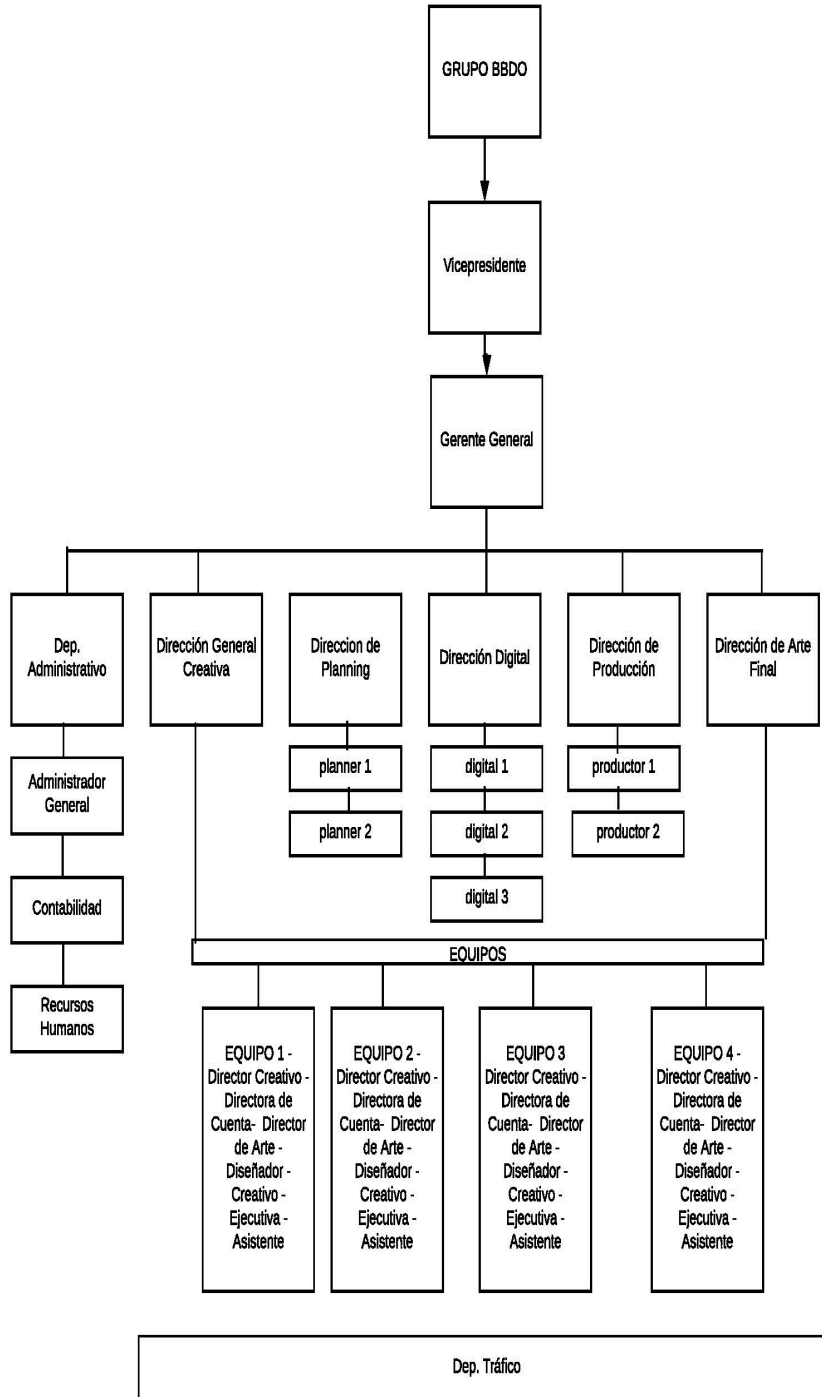 GRUPO BBDO
Vicepresidente
Gerente General
Dep.
Administrativo
Dirección General
Creativa
Direccion de
Planning
Dirección Digital
Dirección de
Producción
Dirección de Arte
Final
Administrador
General
Contabilidad
Recursos
Humanos
planner 1
planner 2
digital 1
digital 2
digital 3
productor 1
productor 2
EQUIPOS
EQUIPO 1 -
Director Creativo -
Directora de
Cuenta- Director
de Arte -
Diseñador -
Creativo -
Ejecutiva -
Asistente
EQUIPO 2 -
Director Creativo -
Directora de
Cuenta- Director
de Arte -
Diseñador -
Creativo -
Ejecutiva -
Asistente
EQUIPO 3
Director Creativo -
Directora de
Cuenta- Director
de Arte -
Diseñador -
Creativo -
Ejecutiva -
Asistente
EQUIPO 4 -
Director Creativo -
Directora de
Cuenta- Director
de Arte -
Diseñador -
Creativo -
Ejecutiva -
Asistente
Dep. Tráfico